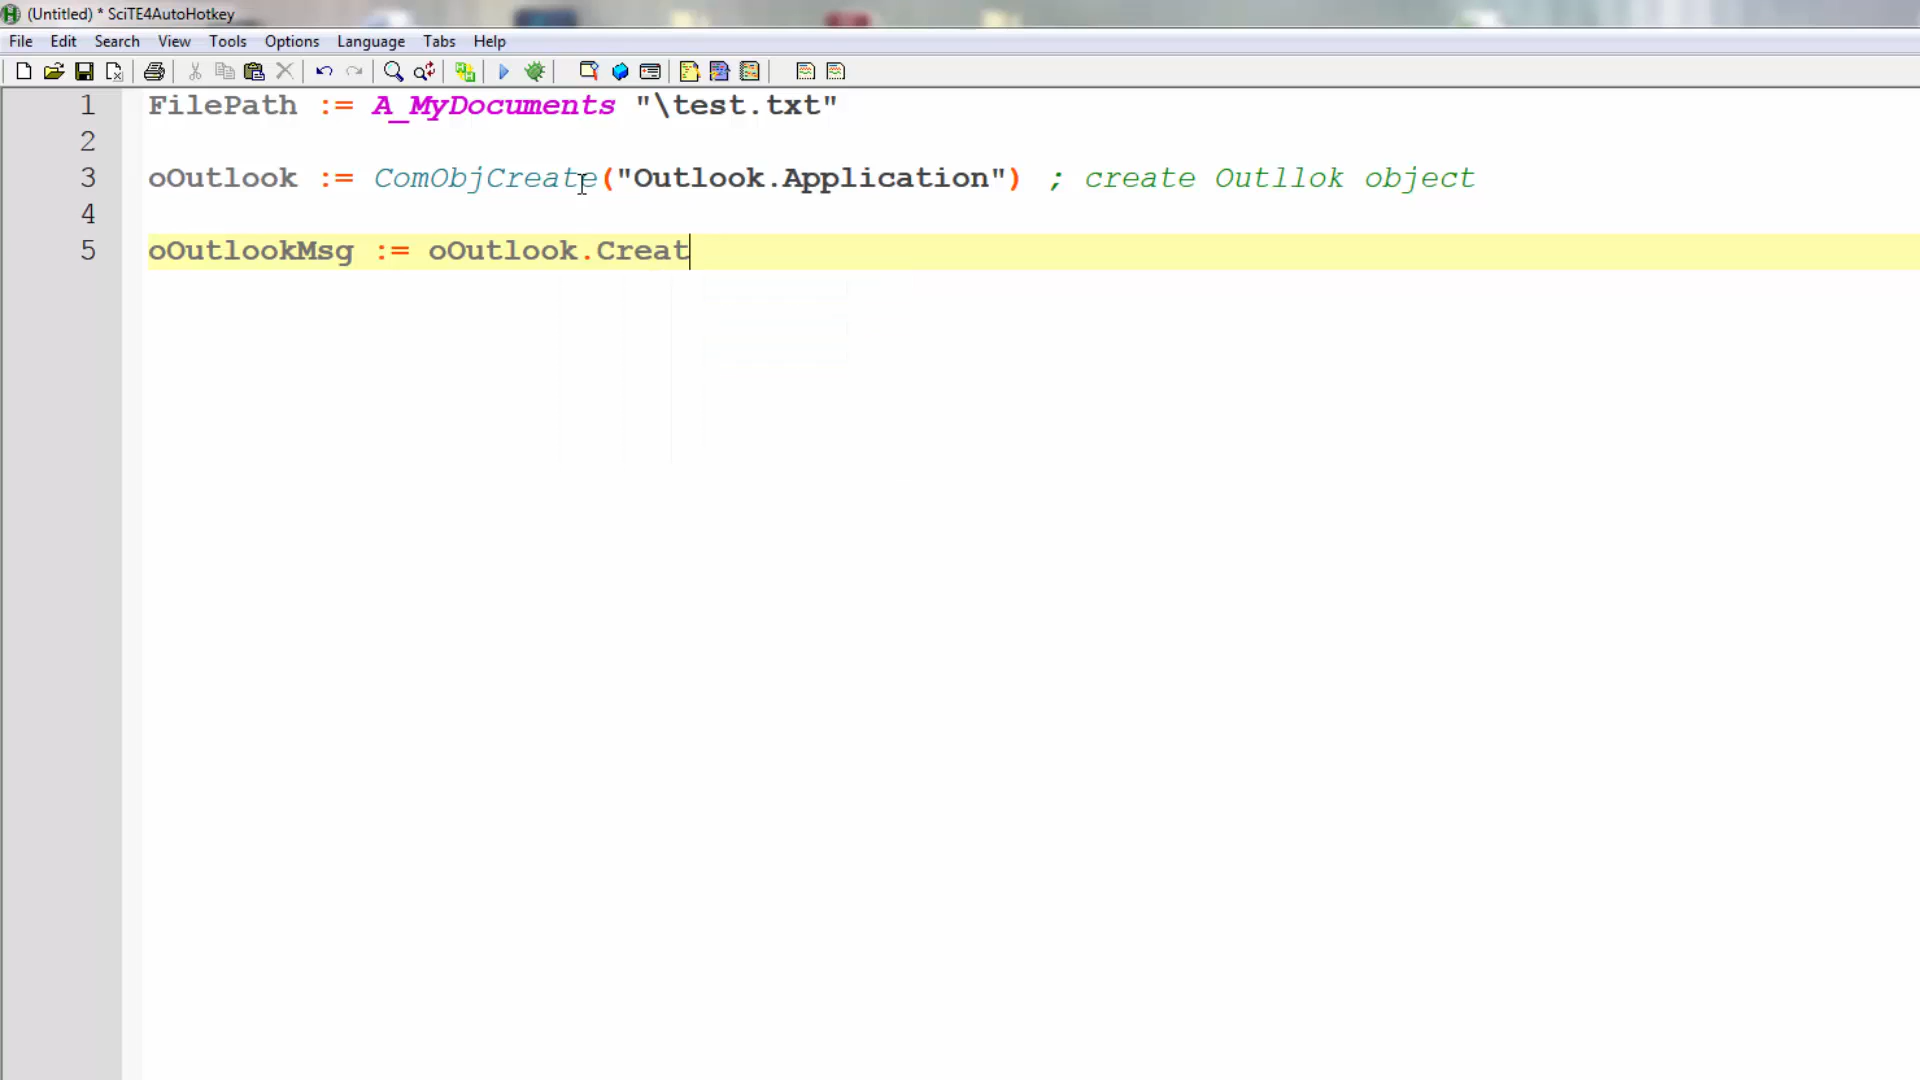 (Untitled) * SciTE4AutoHotkey
File Edit Search View Tools Options Language Tabs Help
1 FilePath := A_MyDocuments "\test.txt"
2
3 oOutlook := ComObjCreate("Outlook.Application") ; create Outllok object
4
5 oOutlookMsg := oOutlook.Creat